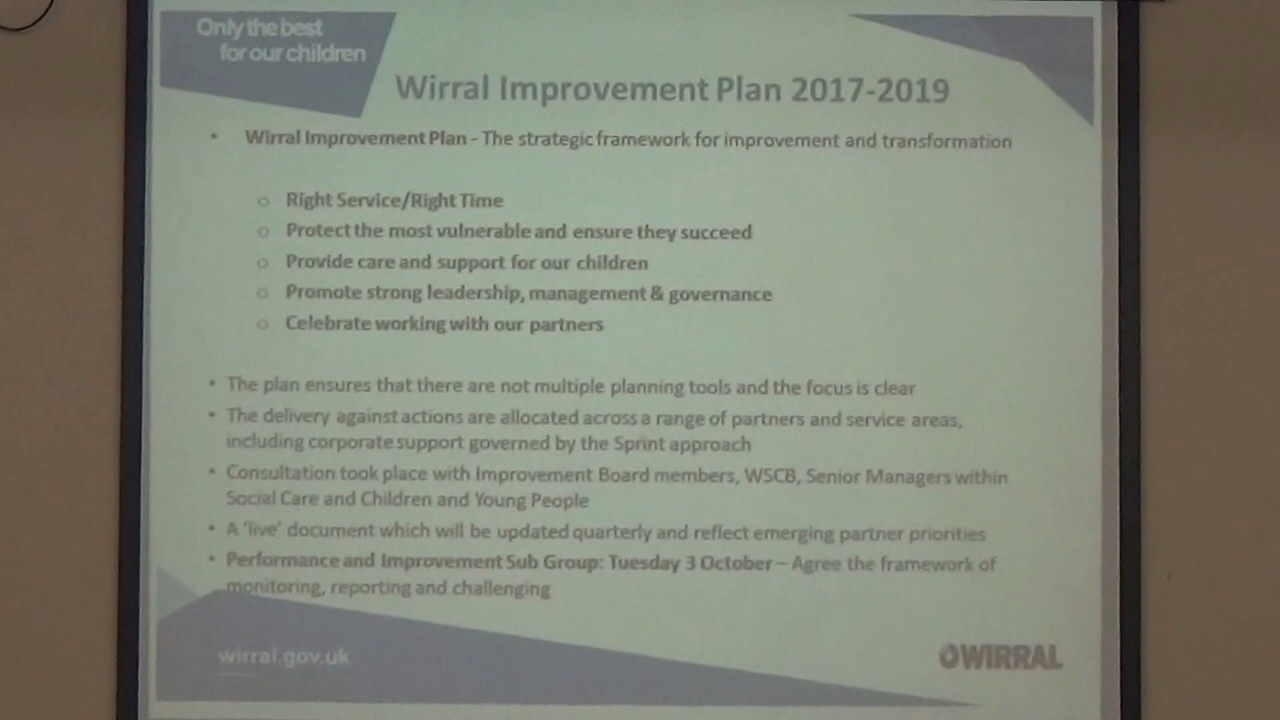 Only the best
for our children
Wirral Improvement Plan 2017-2019
• Wirral Improvement Plan - The strategic framework for improvement and transformation
○ Right Service/Right Time
○ Protect the most vulnerable and ensure they succeed
○ Provide care and support for our children
○ Promote strong leadership, management & governance
○ Celebrate working with our partners
• The plan ensures that there are not multiple planning tools and the focus is clear
• The delivery against actions are allocated across a range of partners and service areas,
including corporate support governed by the Sprint approach
• Consultation took place with Improvement Board members, WSCB, Senior Managers within
Social Care and Children and Young People
• A 'live' document which will be updated quarterly and reflect emerging partner priorities
• Performance and Improvement Sub Group: Tuesday 3 October – Agree the framework of
monitoring, reporting and challenging
wirral.gov.uk
WIRRAL